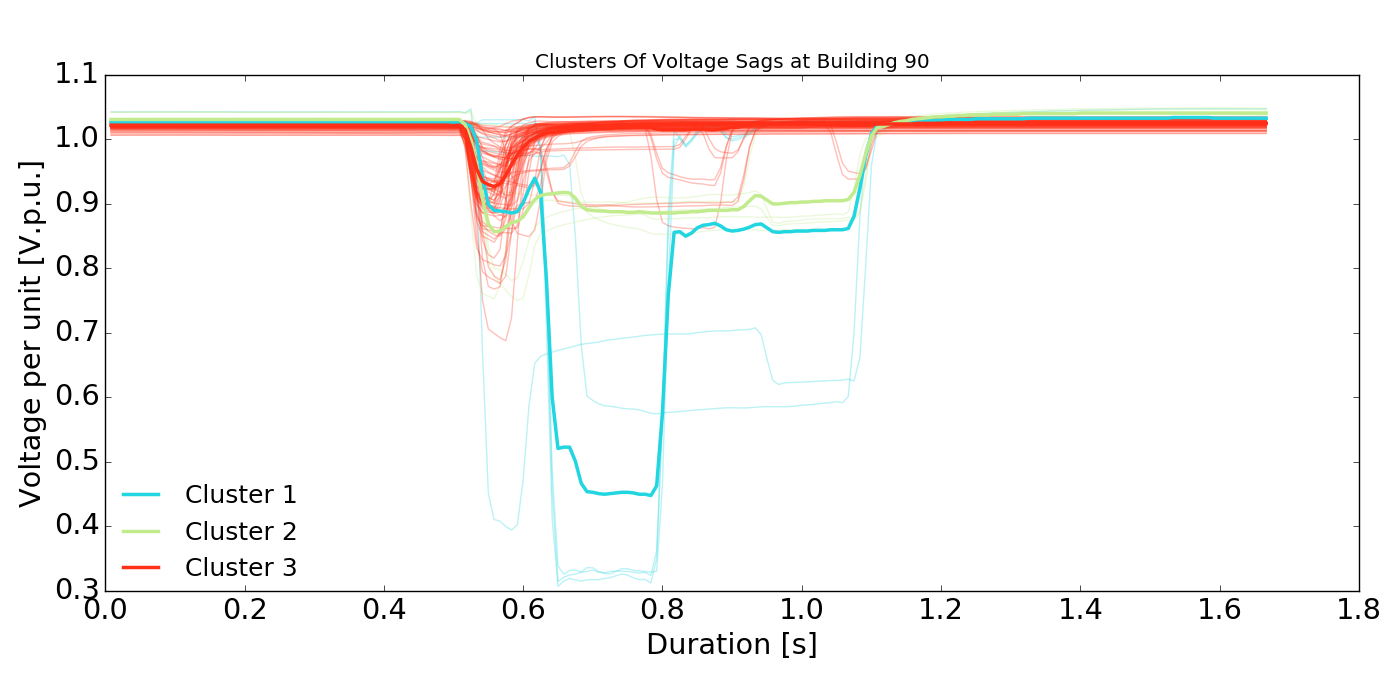 Clusters Of Voltage Sags at Building 90
1.1
1.0
0.9
0.8
0.7
0.6
0.5
0.4
0.3
Voltage per unit [V.p.u.]
Cluster 1
Cluster 2
Cluster 3
0.0 0.2 0.4 0.6 0.8 1.0 1.2 1.4 1.6 1.8
Duration [s]